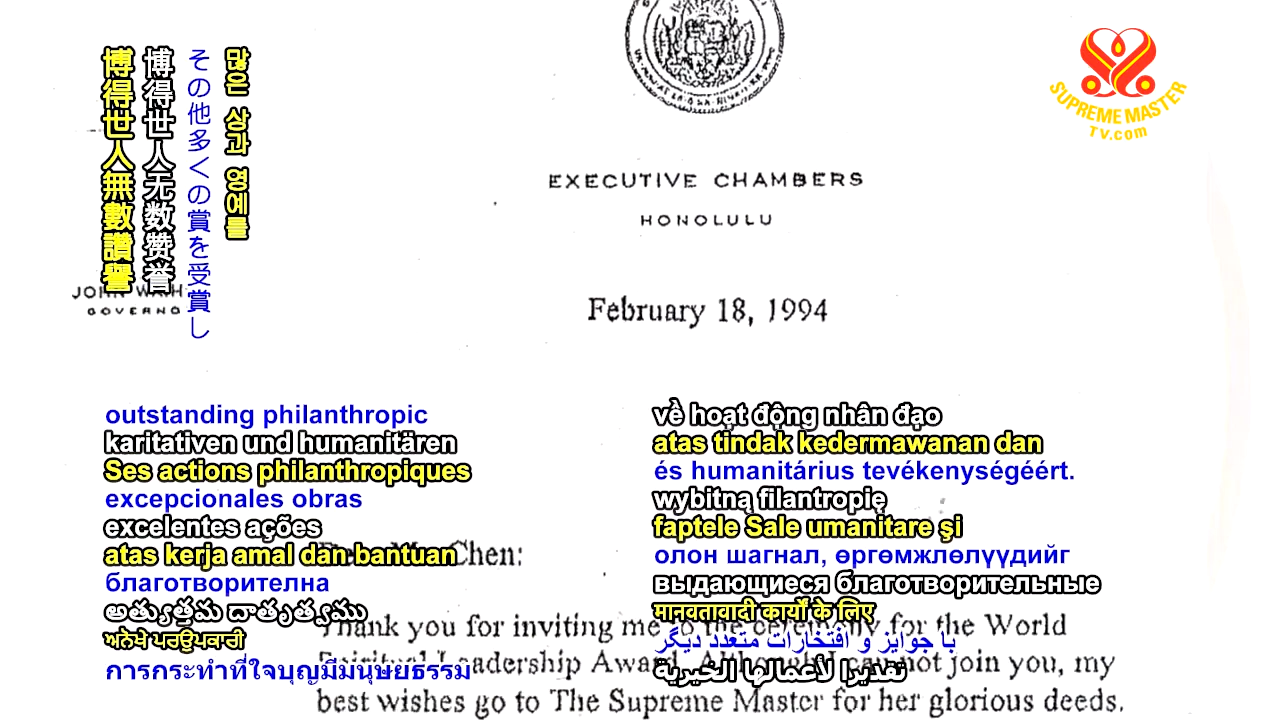 많은 상과 영예를
その他多くの賞を受賞し
博得世人无数赞誉
博得世人無數讚譽
SUPREME MASTER
TV.com
EXECUTIVE CHAMBERS
HONOLULU
JOHN
GOVERNO
February 18, 1994
outstanding philanthropic
karitativen und humanitären
Ses actions philanthropiques
excepcionales obras
excelentes ações
atas kerja amal dan bantuan
благотворителна
అత్యుత్తమ దాతృత్వము
ਅਨੋਖੇ ਪਰਉਪਕਾਰੀ
การกระทำที่ใจบุญมีมนุษยธรรม
về hoạt động nhân đạo
atas tindak kedermawanan dan
és humanitárius tevékenységéért.
wybitną filantropię
faptele Sale umanitare şi
олон шагнал, өргөмжлөлүүдийг
выдающиеся благотворительные
मानवतावादी कार्यों के लिए
با جوایز و افتخارات متعدد دیگر
تقديرا لأعمالها الخيرية
Chen:
Thank you for inviting me to the ceremony for the World
Leadership Award. Although I cannot join you, my
best wishes go to The Supreme Master for her glorious deeds.